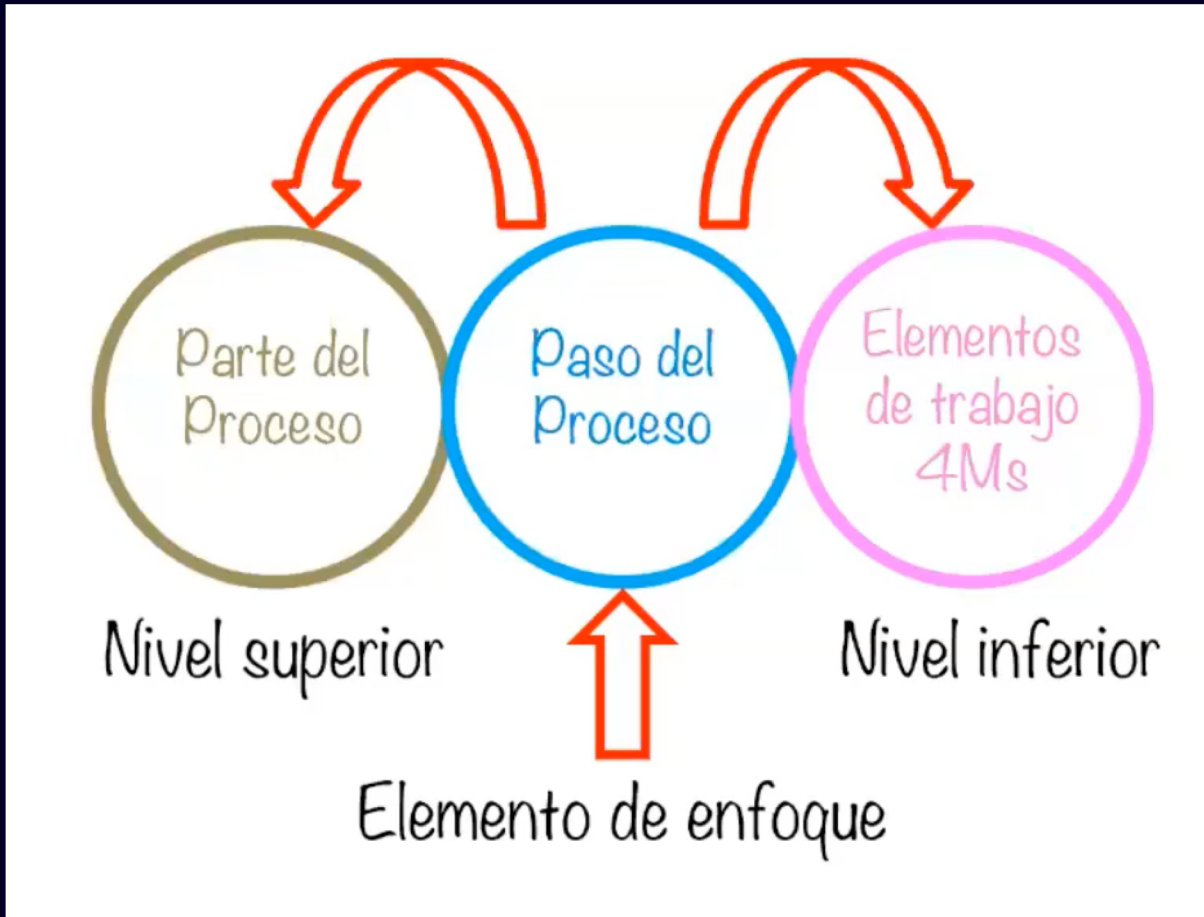 Parte del
Proceso
Paso del
Proceso
Elementos
de trabajo
4Ms
Nivel superior
Nivel inferior
Elemento de enfoque